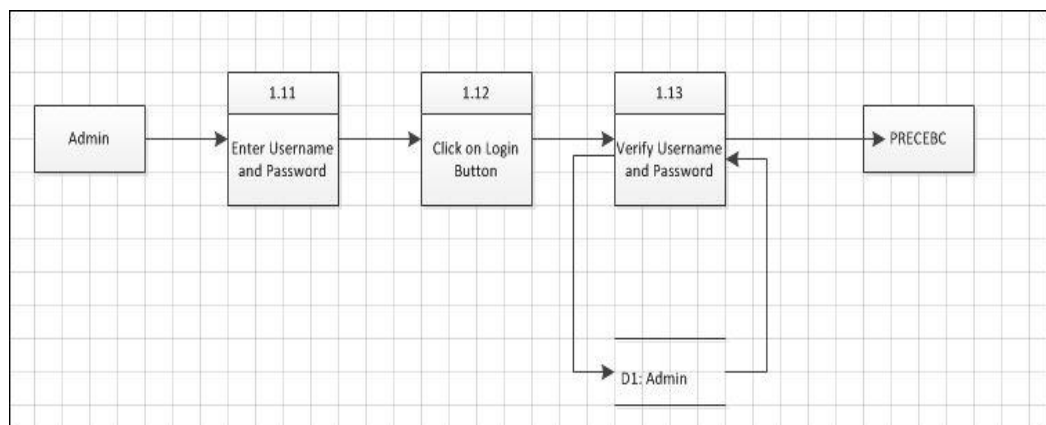 Admin
1.11
Enter Username
and Password
1.12
Click on Login
Button
1.13
Verify Username
and Password
PRECEBC
D1: Admin